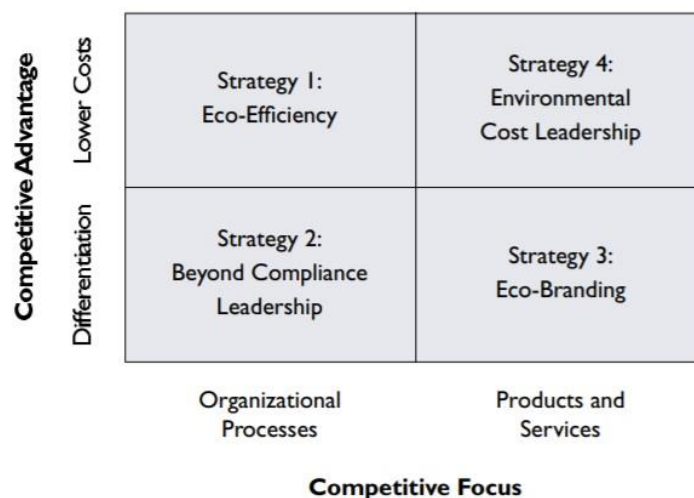 Competitive Advantage
Lower Costs
Differentiation
Strategy 1:
Eco-Efficiency
Strategy 4:
Environmental
Cost Leadership
Strategy 2:
Beyond Compliance
Leadership
Strategy 3:
Eco-Branding
Organizational
Processes
Products and
Services
Competitive Focus